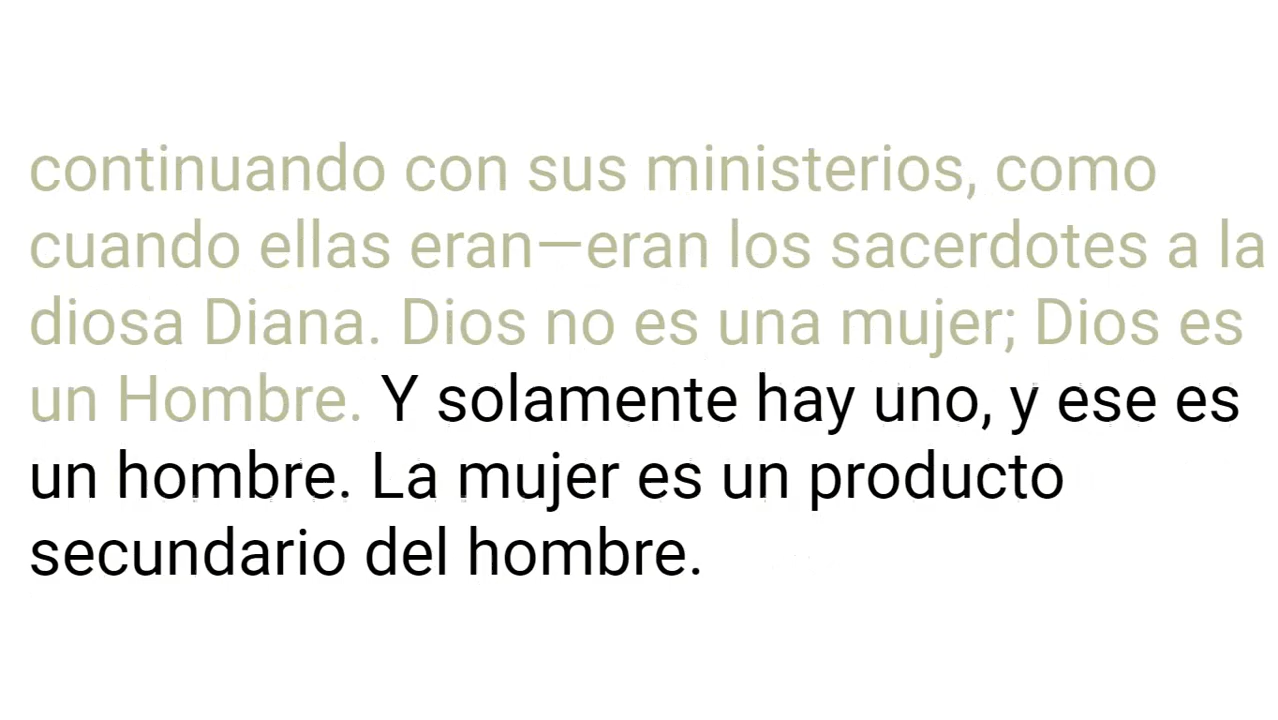 continuando con sus ministerios, como
cuando ellas eran—eran los sacerdotes a la
diosa Diana. Dios no es una mujer; Dios es
un Hombre. Y solamente hay uno, y ese es
un hombre. La mujer es un producto
secundario del hombre.